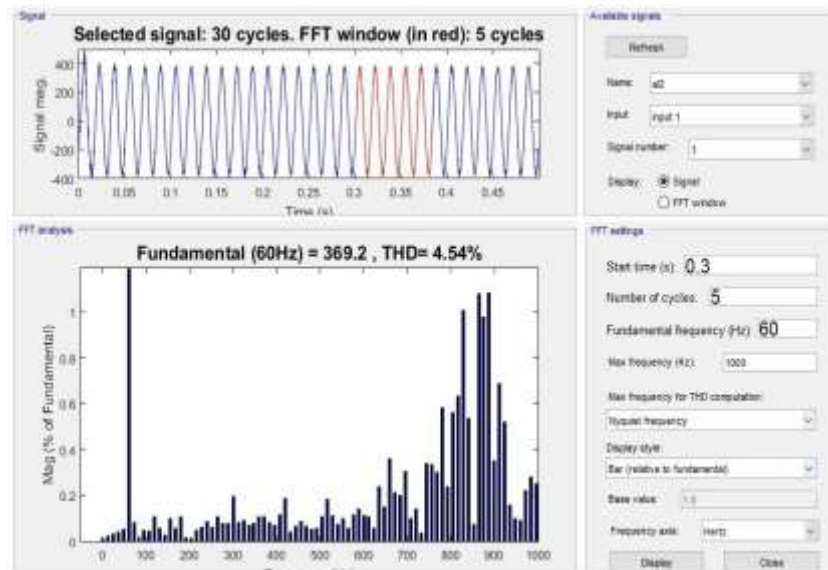 Signal
Selected signal: 30 cycles. FFT window (in red): 5 cycles
Signal mag.
400
200
0
-200
-400
0
0.05
0.1
0.15
0.2
0.25
0.3
0.35
0.4
0.45
Time (s)
FFT analysis
Fundamental (60Hz) = 369.2 , THD= 4.54%
Mag (% of Fundamental)
1
0.8
0.6
0.4
0.2
0
0
100
200
300
400
500
600
700
800
900
1000
Available signals
Refresh
Name:
Input:
input 1
Signal number:
1
Display:
Signal
FFT window
FFT settings
Start time (s): 0.3
Number of cycles: 5
Fundamental frequency (Hz): 60
Max frequency (Hz):
1000
Max frequency for THD computation:
Nyquist frequency
Display style:
Bar (relative to fundamental)
Base value:
1.0
Frequency axis:
Hertz
Display
Close